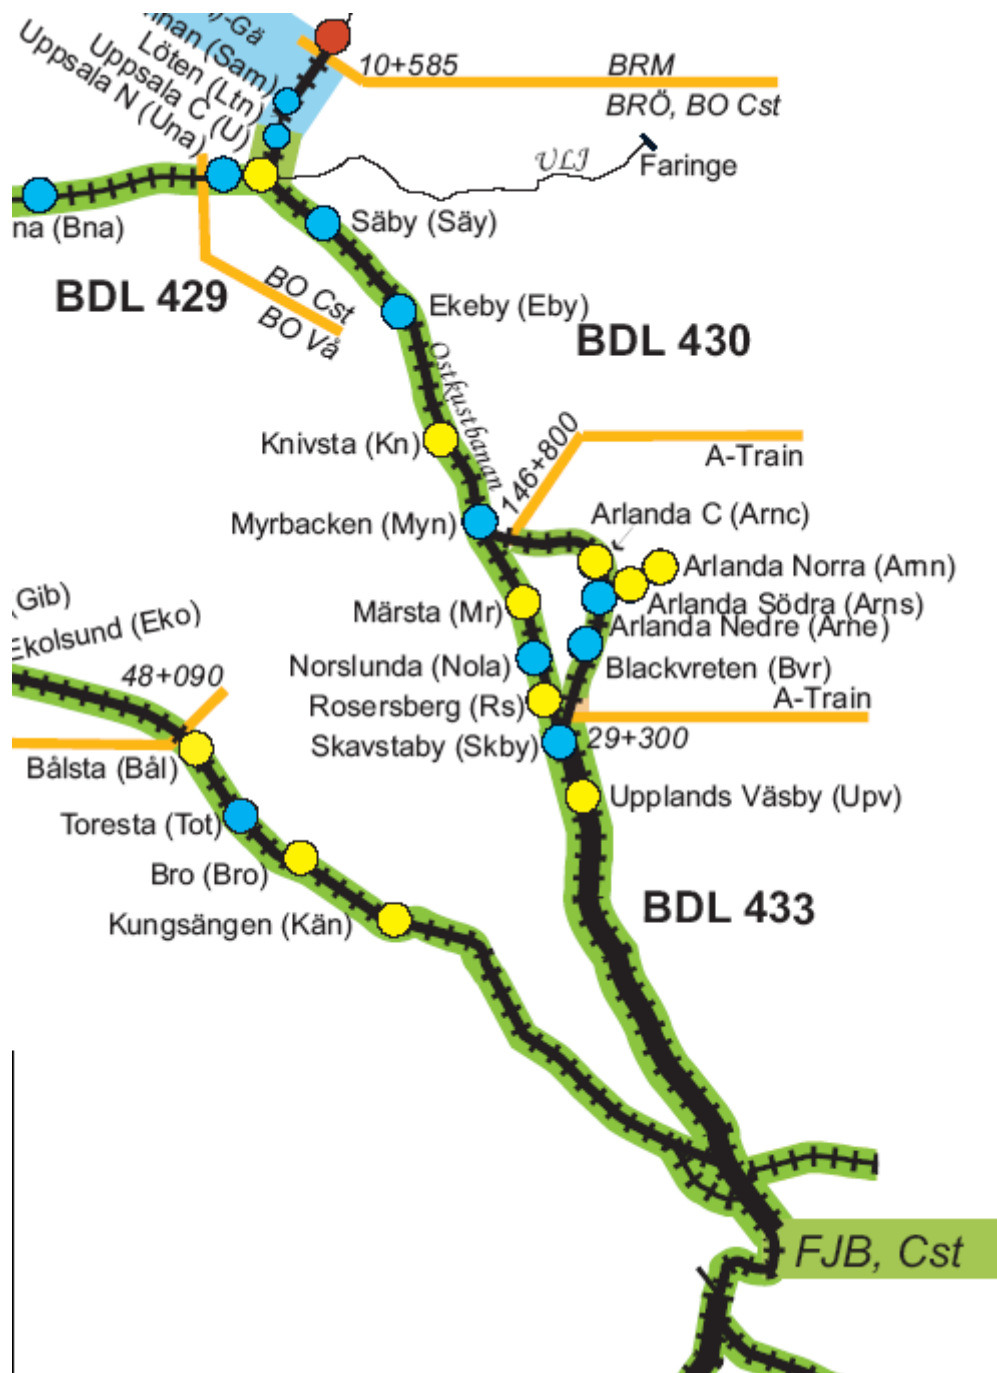 )-Gä
nnan (Sam)
Löten (Ltn)
Uppsala C (U)
Uppsala N (Una)
10+585
BRM
BRÖ, BO Cst
ULJ
Faringe
na (Bna)
Säby (Säy)
BDL 429
BO Cst
BO Vå
Ekeby (Eby)
BDL 430
Ostkustbanan
Knivsta (Kn)
146+800
A-Train
Myrbacken (Myn)
Arlanda C (Arnc)
Arlanda Norra (Arnn)
Märsta (Mr)
Arlanda Södra (Arns)
Arlanda Nedre (Arne)
(Gib)
Ekolsund (Eko)
Norslunda (Nola)
Blackvreten (Bvr)
48+090
Rosersberg (Rs)
A-Train
Skavstaby (Skby)
29+300
Bålsta (Bål)
Upplands Väsby (Upv)
Toresta (Tot)
Bro (Bro)
BDL 433
Kungsängen (Kän)
FJB, Cst